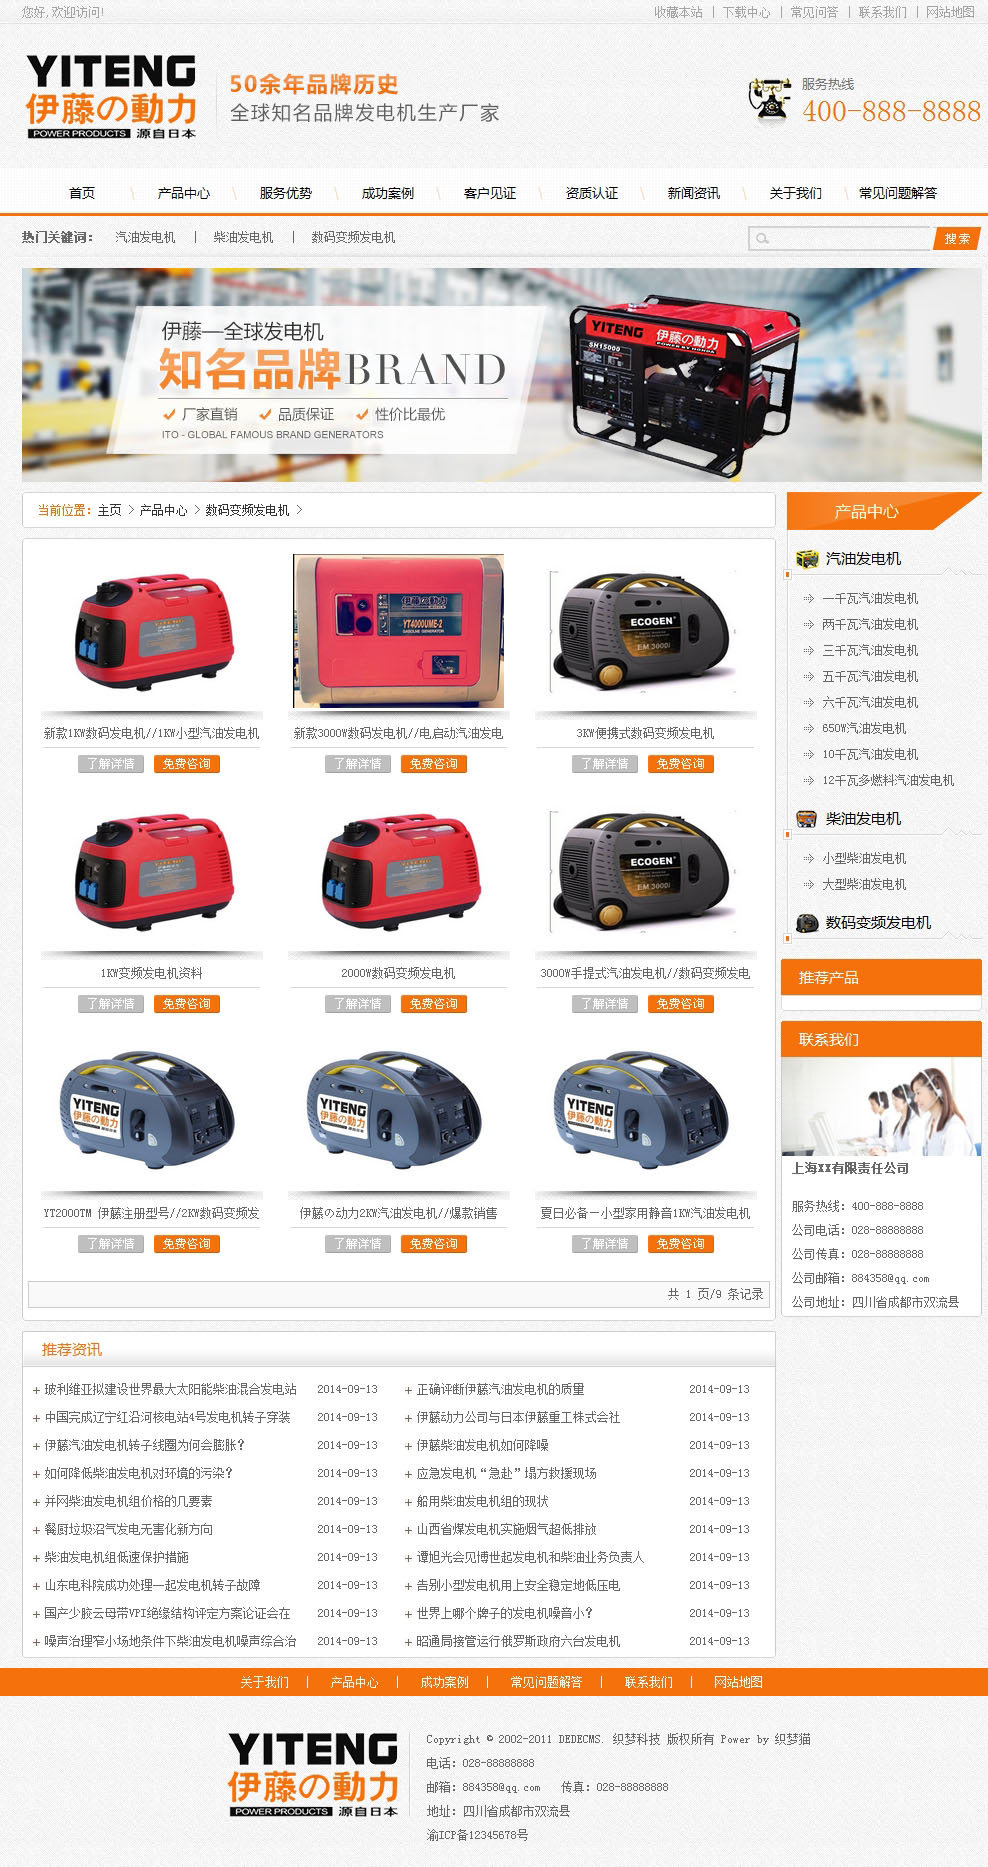 您好,欢迎访问!
收藏本站 | 下载中心 | 常见问答 | 联系我们 | 网站地图
YITENG
伊藤の動力
POWER PRODUCTS 源自日本
50余年品牌历史
全球知名品牌发电机生产厂家
服务热线
400-888-8888
首页 产品中心 服务优势 成功案例 客户见证 资质认证 新闻资讯 关于我们 常见问题解答
热门关键词： 汽油发电机 | 柴油发电机 | 数码变频发电机
搜索
伊藤—全球发电机
知名品牌BRAND
厂家直销 品质保证 性价比最优
ITO - GLOBAL FAMOUS BRAND GENERATORS
YITENG 伊藤の動力
POWER BY HONDA
SH15000
当前位置：主页 > 产品中心 > 数码变频发电机 >
伊藤の動力
YT4000UME-2
GASOLINE GENERATOR
ECOGEN
EM 3000i
新款1KW数码发电机//1KW小型汽油发电机
新款3000W数码发电机//电启动汽油发电
3KW便携式数码变频发电机
了解详情 免费咨询
了解详情 免费咨询
了解详情 免费咨询
YITENG
YITENG
ECOGEN
EM 3000i
1KW变频发电机资料
2000W数码变频发电机
3000W手提式汽油发电机//数码变频发电
了解详情 免费咨询
了解详情 免费咨询
了解详情 免费咨询
YITENG
伊藤の動力
YITENG
伊藤の動力
YITENG
伊藤の動力
YT2000TM 伊藤注册型号//2KW数码变频发
伊藤の动力2KW汽油发电机//爆款销售
夏日必备—小型家用静音1KW汽油发电机
了解详情 免费咨询
了解详情 免费咨询
了解详情 免费咨询
共 1 页/9 条记录
产品中心
汽油发电机
一千瓦汽油发电机
两千瓦汽油发电机
三千瓦汽油发电机
五千瓦汽油发电机
六千瓦汽油发电机
650W汽油发电机
10千瓦汽油发电机
12千瓦多燃料汽油发电机
柴油发电机
小型柴油发电机
大型柴油发电机
数码变频发电机
推荐产品
联系我们
上海XX有限责任公司
服务热线：400-888-8888
公司电话：028-88888888
公司传真：028-88888888
公司邮箱：884358@qq.com
公司地址：四川省成都市双流县
推荐资讯
+ 玻利维亚拟建设世界最大太阳能柴油混合发电站 2014-09-13
+ 正确评断伊藤汽油发电机的质量 2014-09-13
+ 中国完成辽宁红沿河核电站4号发电机转子穿装 2014-09-13
+ 伊藤动力公司与日本伊藤重工株式会社 2014-09-13
+ 伊藤汽油发电机转子线圈为何会膨胀？ 2014-09-13
+ 伊藤柴油发电机如何降噪 2014-09-13
+ 如何降低柴油发电机对环境的污染？ 2014-09-13
+ 应急发电机“急赴”塌方救援现场 2014-09-13
+ 并网柴油发电机组价格的几要素 2014-09-13
+ 船用柴油发电机组的现状 2014-09-13
+ 餐厨垃圾沼气发电无害化新方向 2014-09-13
+ 山西省煤发电机实施烟气超低排放 2014-09-13
+ 柴油发电机组低速保护措施 2014-09-13
+ 谭旭光会见博世起发电机和柴油业务负责人 2014-09-13
+ 山东电科院成功处理一起发电机转子故障 2014-09-13
+ 告别小型发电机用上安全稳定地低压电 2014-09-13
+ 国产少胶云母带VPI绝缘结构评定方案论证会在 2014-09-13
+ 世界上哪个牌子的发电机噪音小？ 2014-09-13
+ 噪声治理窄小场地条件下柴油发电机噪声综合治 2014-09-13
+ 昭通局接管运行俄罗斯政府六台发电机 2014-09-13
关于我们 | 产品中心 | 成功案例 | 常见问题解答 | 联系我们 | 网站地图
YITENG
伊藤の動力
POWER PRODUCTS 源自日本
Copyright © 2002-2011 DEDECMS. 织梦科技 版权所有 Power by 织梦猫
电话：028-88888888
邮箱：884358@qq.com 传真：028-88888888
地址：四川省成都市双流县
渝ICP备12345678号